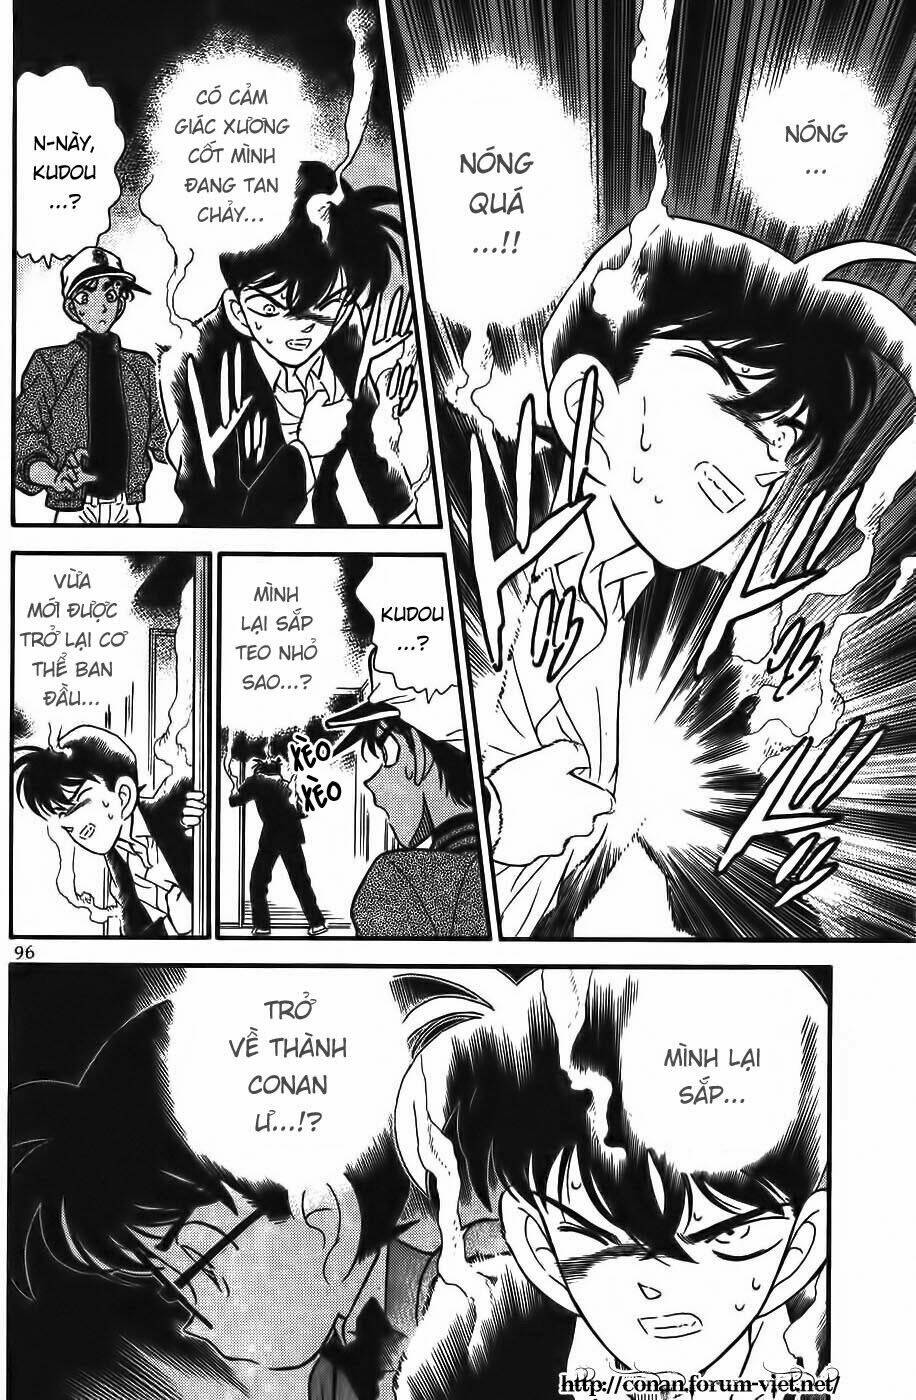 NÓNG
...
NÓNG
QUÁ
...!!
CÓ CẢM
GIÁC XƯƠNG
CỐT MÌNH
ĐANG TAN
CHẢY...
N-NÀY,
KUDOU
...?
KUDOU
...?
MÌNH
LẠI SẮP
TEO NHỎ
SAO...?
XÈO
XÈO
VỪA
MỚI ĐƯỢC
TRỞ LẠI CƠ
THỂ BAN
ĐẦU...
96
MÌNH LẠI
SẮP...
TRỞ
VỀ THÀNH
CONAN
Ư...!?
http://conan.forum-viet.net/